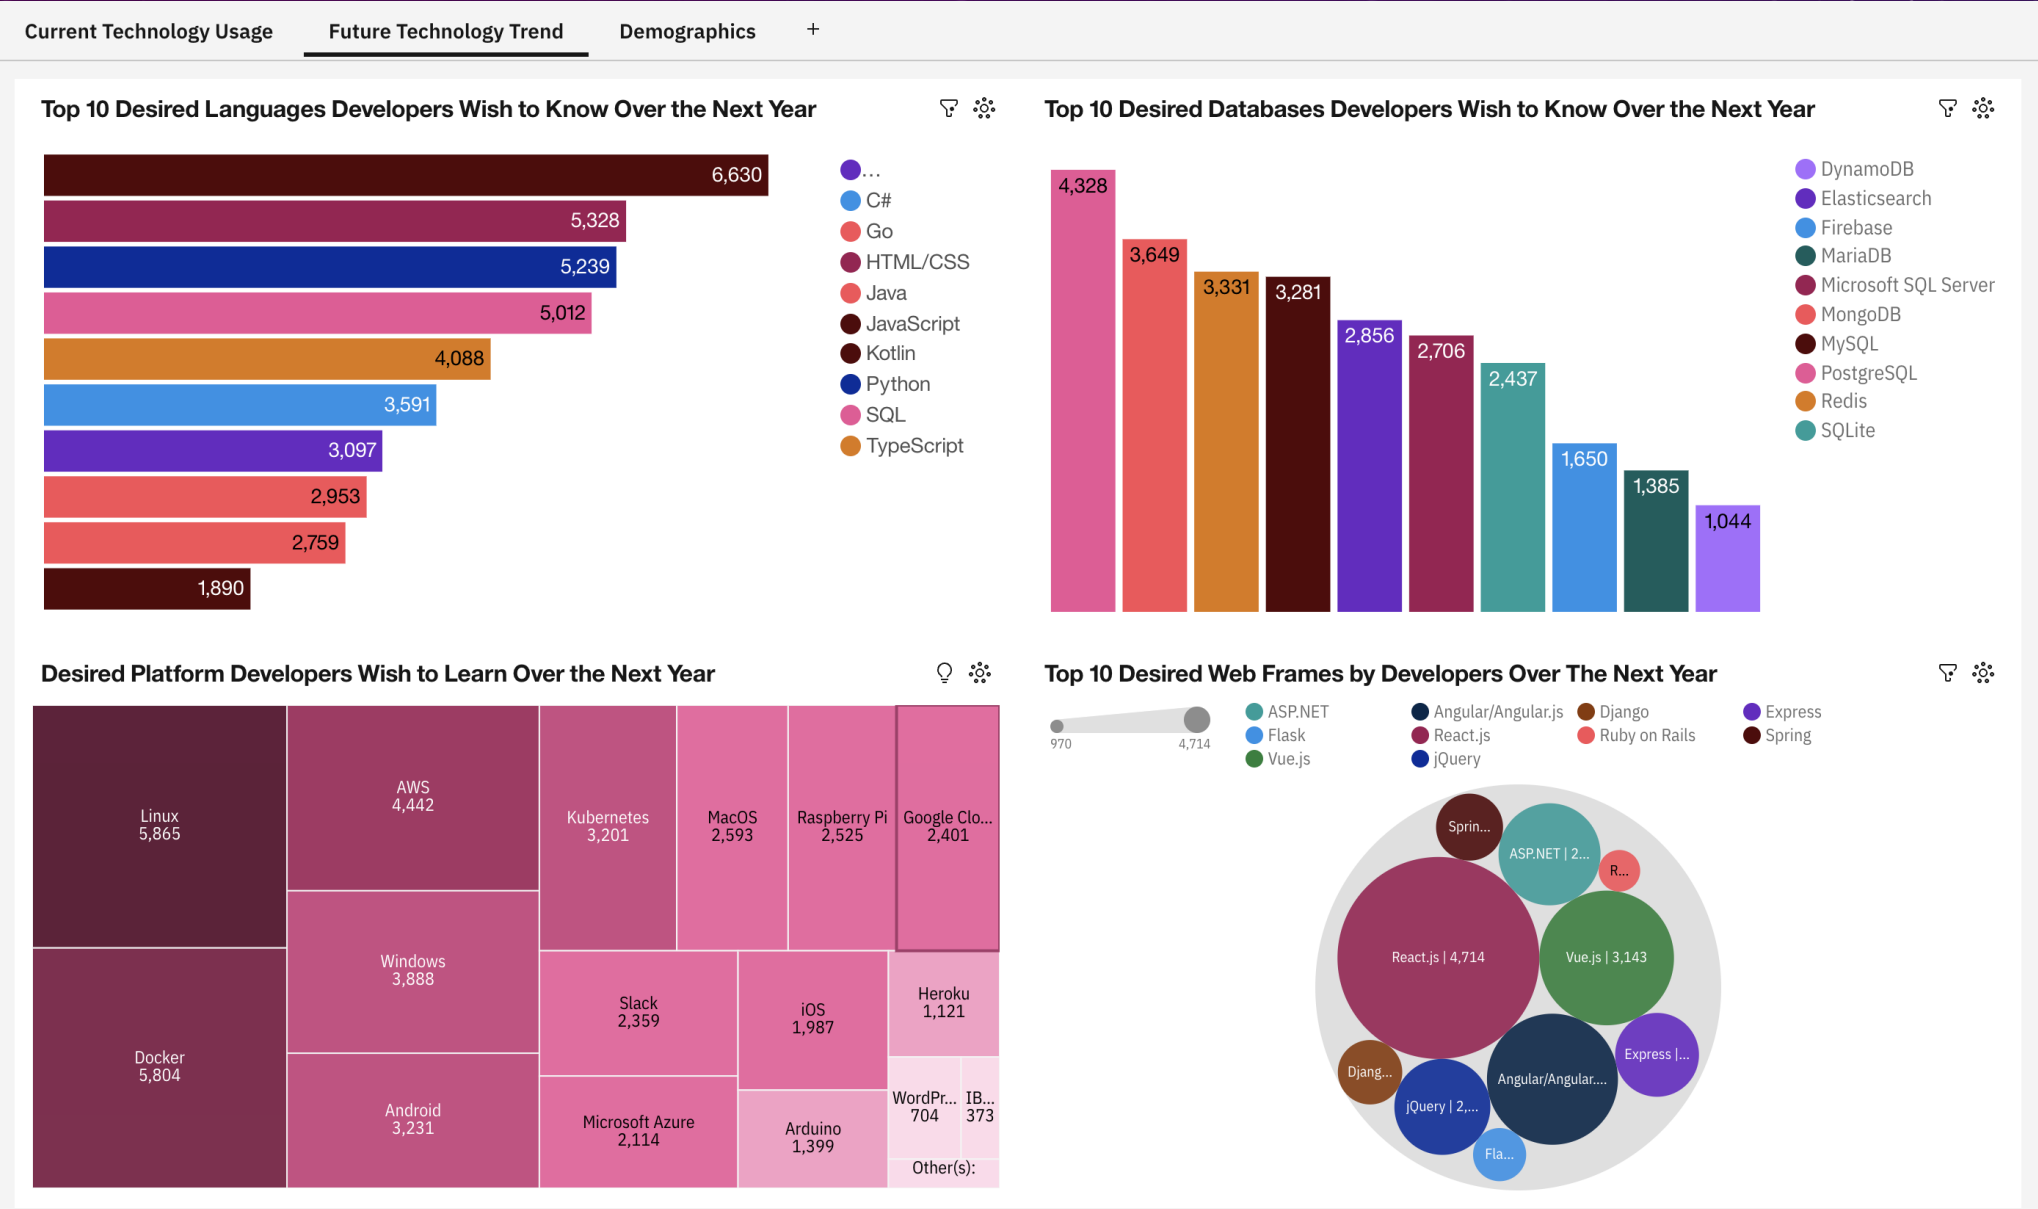 Current Technology Usage
Future Technology Trend
Demographics
+
Top 10 Desired Languages Developers Wish to Know Over the Next Year
6,630
5,328
5,239
5,012
4,088
3,591
3,097
2,953
2,759
1,890
...
C#
Go
HTML/CSS
Java
JavaScript
Kotlin
Python
SQL
TypeScript
Top 10 Desired Databases Developers Wish to Know Over the Next Year
4,328
3,649
3,331
3,281
2,856
2,706
2,437
1,650
1,385
1,044
DynamoDB
Elasticsearch
Firebase
MariaDB
Microsoft SQL Server
MongoDB
MySQL
PostgreSQL
Redis
SQLite
Desired Platform Developers Wish to Learn Over the Next Year
Linux
5,865
Docker
5,804
AWS
4,442
Windows
3,888
Android
3,231
Kubernetes
3,201
MacOS
2,593
Raspberry Pi
2,525
Google Clo...
2,401
Slack
2,359
Microsoft Azure
2,114
iOS
1,987
Arduino
1,399
Heroku
1,121
WordPr...
704
IB...
373
Other(s):
Top 10 Desired Web Frames by Developers Over The Next Year
970
4,714
ASP.NET
Angular/Angular.js
Django
Express
Flask
React.js
Ruby on Rails
Spring
Vue.js
jQuery
Sprin...
ASP.NET | 2...
R...
React.js | 4,714
Vue.js | 3,143
Express |...
Djang...
Angular/Angular....
jQuery | 2,...
Fla...